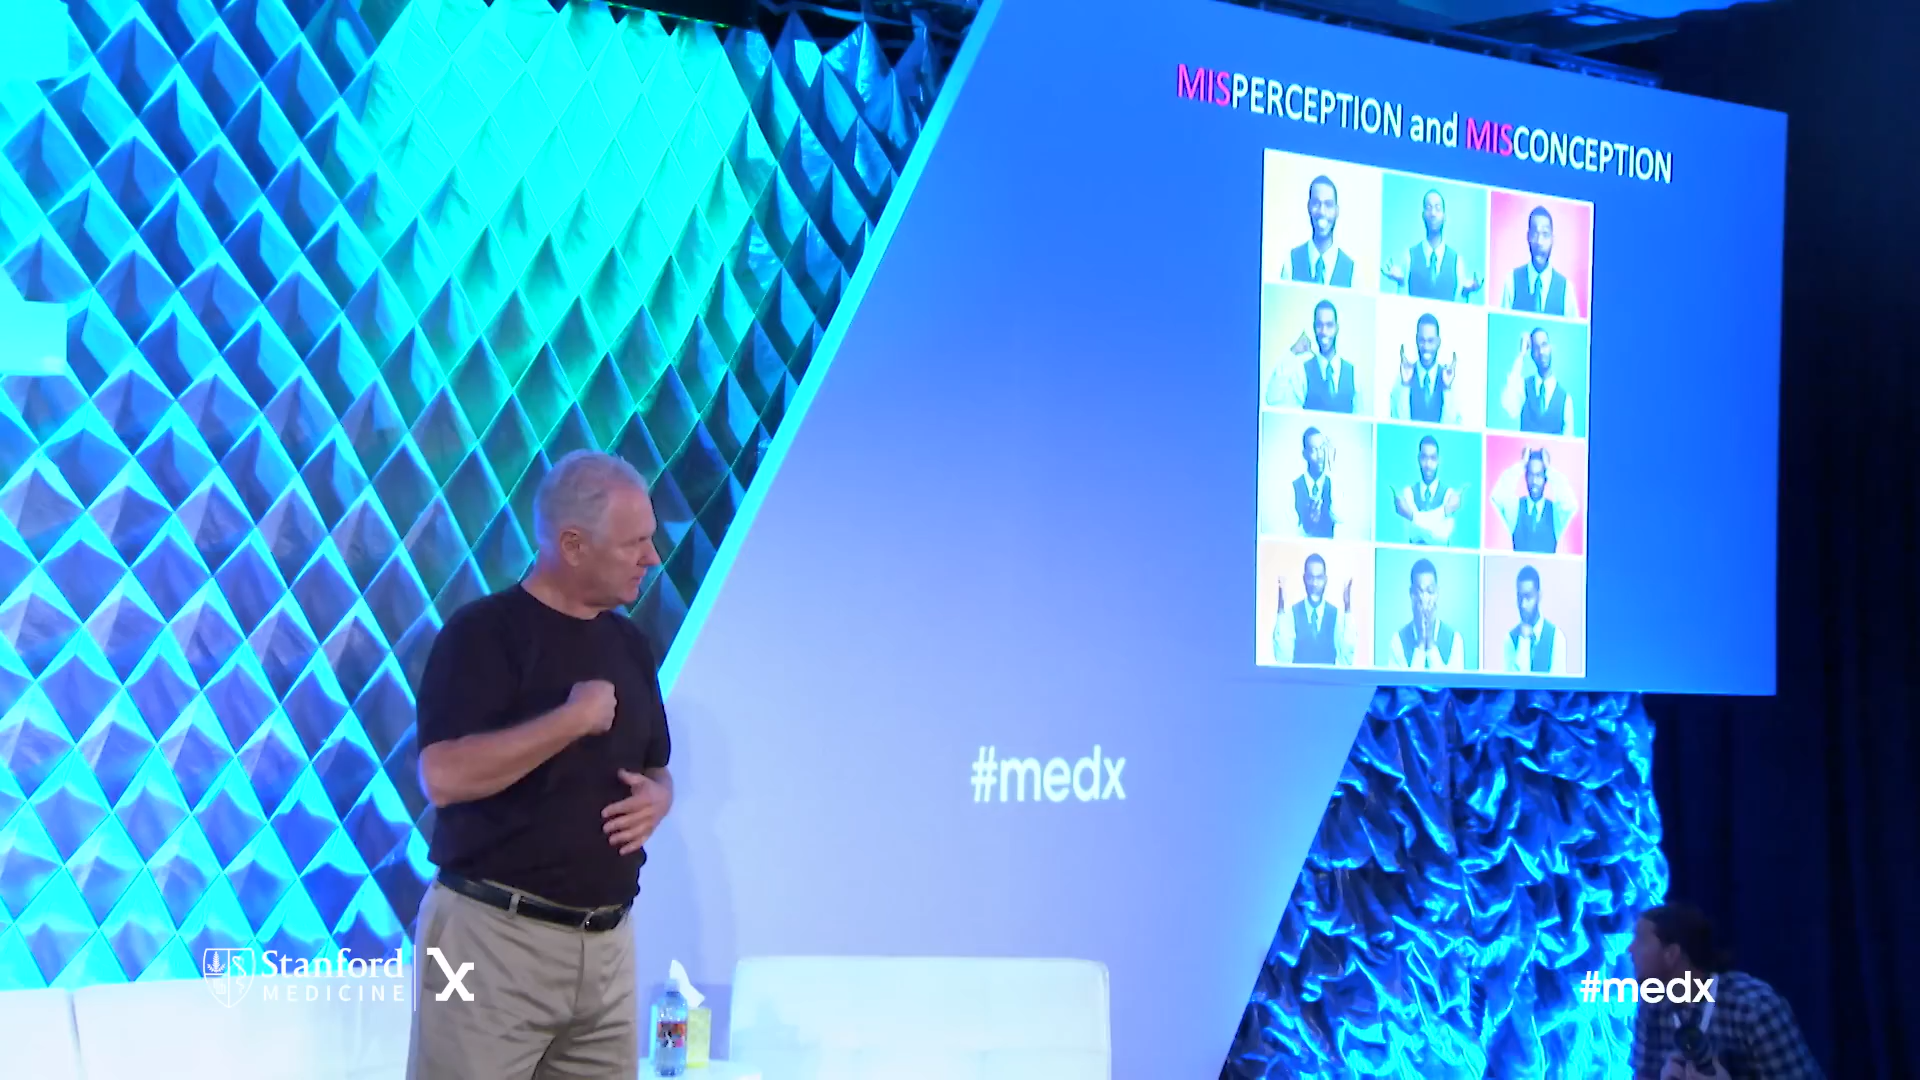 MISPERCEPTION and MISCONCEPTION
#medx
Stanford
MEDICINE
X
#medx